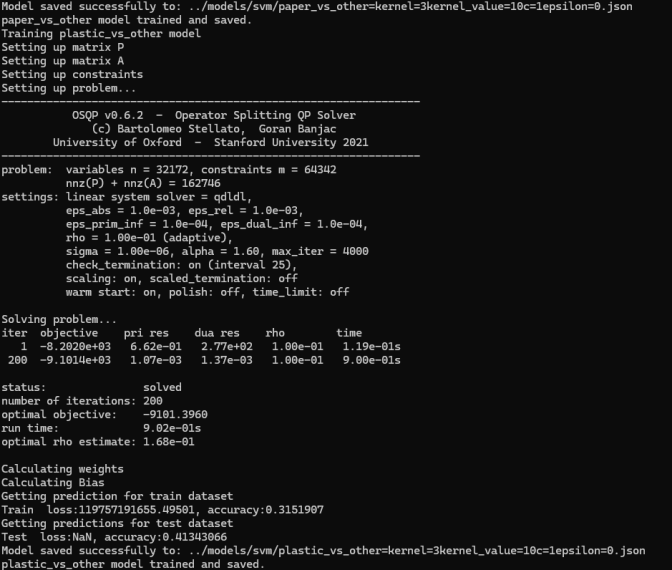 Model saved successfully to: ../models/svm/paper_vs_other=kernel=3kernel_value=10c=1epsilon=0.json
paper_vs_other model trained and saved.
Training plastic_vs_other model
Setting up matrix P
Setting up matrix A
Setting up constraints
Setting up problem...
-----------------------------------------------------------------
OSQP v0.6.2  -  Operator Splitting QP Solver
(c) Bartolomeo Stellato,  Goran Banjac
University of Oxford  -  Stanford University 2021
-----------------------------------------------------------------
problem:  variables n = 32172, constraints m = 64342
nnz(P) + nnz(A) = 162746
settings: linear system solver = qdldl,
eps_abs = 1.0e-03, eps_rel = 1.0e-03,
eps_prim_inf = 1.0e-04, eps_dual_inf = 1.0e-04,
rho = 1.00e-01 (adaptive),
sigma = 1.00e-06, alpha = 1.60, max_iter = 4000
check_termination: on (interval 25),
scaling: on, scaled_termination: off
warm start: on, polish: off, time_limit: off
Solving problem...
iter  objective    pri res    dua res    rho        time
1  -8.2020e+03   6.62e-01   2.77e+02   1.00e-01   1.19e-01s
200  -9.1014e+03   1.07e-03   1.37e-03   1.00e-01   9.00e-01s
status:               solved
number of iterations: 200
optimal objective:    -9101.3960
run time:             9.02e-01s
optimal rho estimate: 1.68e-01
Calculating weights
Calculating Bias
Getting prediction for train dataset
Train  loss:119757191655.49501, accuracy:0.3151907
Getting predictions for test dataset
Test  loss:NaN, accuracy:0.41343066
Model saved successfully to: ../models/svm/plastic_vs_other=kernel=3kernel_value=10c=1epsilon=0.json
plastic_vs_other model trained and saved.